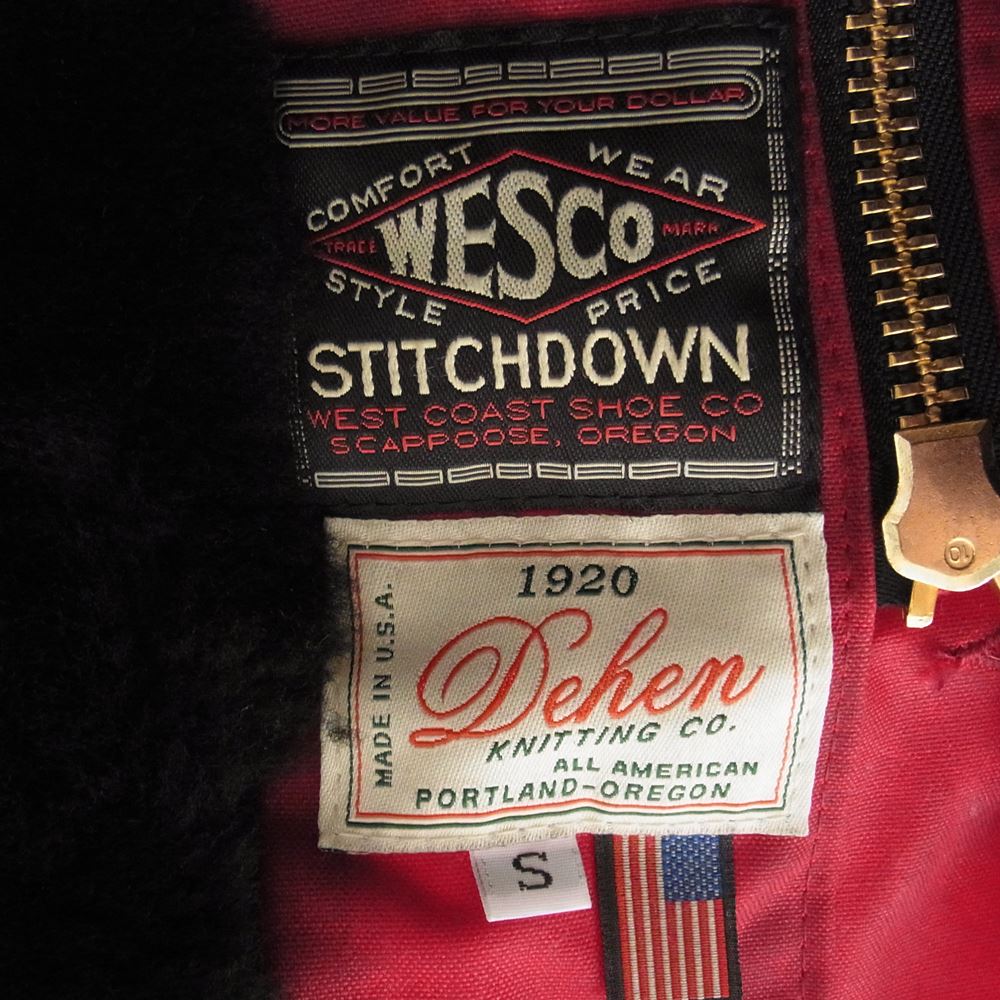 MORE VALUE FOR YOUR DOLLAR
COMFORT WEAR
TRADE WESCO MARK
STYLE PRICE
STITCHDOWN
WEST COAST SHOE CO
SCAPPOOSE, OREGON
1920
Dehen
KNITTING CO.
ALL AMERICAN
PORTLAND-OREGON
MADE IN U.S.A.
S
10